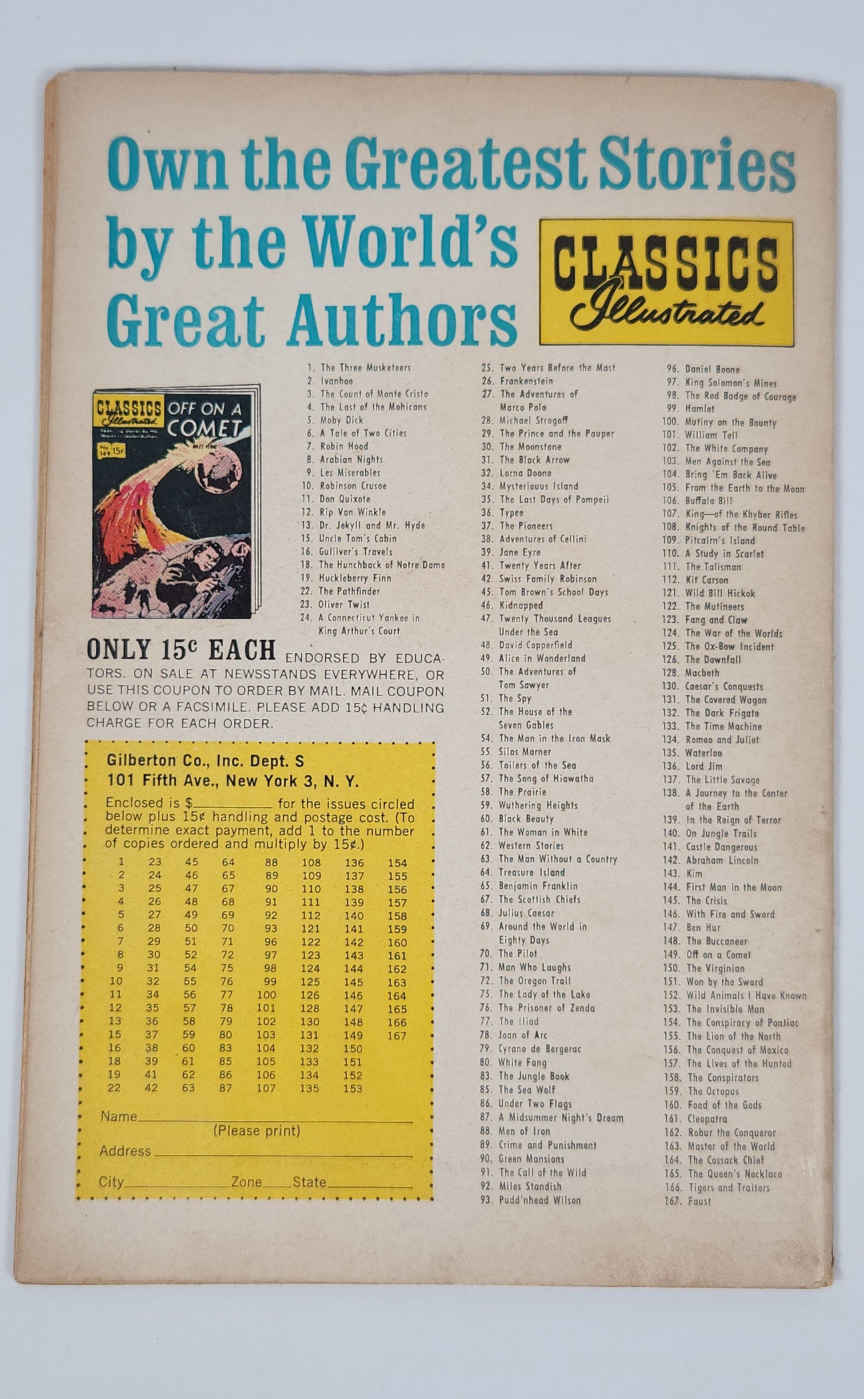 Own the Greatest Stories
by the World's
Great Authors
CLASSICS
Illustrated
CLASSICS
Illustrated
OFF ON A
COMET
15¢
1. The Three Musketeers
2. Ivanhoe
3. The Count of Monte Cristo
4. The Last of the Mohicans
5. Moby Dick
6. A Tale of Two Cities
7. Robin Hood
8. Arabian Nights
9. Les Miserables
10. Robinson Crusoe
11. Don Quixote
12. Rip Van Winkle
13. Dr. Jekyll and Mr. Hyde
15. Uncle Tom's Cabin
16. Gulliver's Travels
18. The Hunchback of Notre Dame
19. Huckleberry Finn
22. The Pathfinder
23. Oliver Twist
24. A Connecticut Yankee in
King Arthur's Court
ONLY 15¢ EACH ENDORSED BY EDUCA-
TORS. ON SALE AT NEWSSTANDS EVERYWHERE, OR
USE THIS COUPON TO ORDER BY MAIL. MAIL COUPON
BELOW OR A FACSIMILE. PLEASE ADD 15¢ HANDLING
CHARGE FOR EACH ORDER.
Gilberton Co., Inc. Dept. S
101 Fifth Ave., New York 3, N. Y.
Enclosed is $ for the issues circled
below plus 15¢ handling and postage cost. (To
determine exact payment, add 1 to the number
of copies ordered and multiply by 15¢.)
1 23 45 64 88 108 136 154
2 24 46 65 89 109 137 155
3 25 47 67 90 110 138 156
4 26 48 68 91 111 139 157
5 27 49 69 92 112 140 158
6 28 50 70 93 121 141 159
7 29 51 71 96 122 142 160
8 30 52 72 97 123 143 161
9 31 54 75 98 124 144 162
10 32 55 76 99 125 145 163
11 34 56 77 100 126 146 164
12 35 57 78 101 128 147 165
13 36 58 79 102 130 148 166
15 37 59 80 103 131 149 167
16 38 60 83 104 132 150
18 39 61 85 105 133 151
19 41 62 86 106 134 152
22 42 63 87 107 135 153
Name
(Please print)
Address
City Zone State
25. Two Years Before the Mast
26. Frankenstein
27. The Adventures of
Marco Polo
28. Michael Strogoff
29. The Prince and the Pauper
30. The Moonstone
31. The Black Arrow
32. Lorna Doone
34. Mysterious Island
35. The Last Days of Pompeii
36. Typee
37. The Pioneers
38. Adventures of Cellini
39. Jane Eyre
41. Twenty Years After
42. Swiss Family Robinson
45. Tom Brown's School Days
46. Kidnapped
47. Twenty Thousand Leagues
Under the Sea
48. David Copperfield
49. Alice in Wonderland
50. The Adventures of
Tom Sawyer
51. The Spy
52. The House of the
Seven Gables
54. The Man in the Iron Mask
55. Silas Marner
56. Toilers of the Sea
57. The Song of Hiawatha
58. The Prairie
59. Wuthering Heights
60. Black Beauty
61. The Woman in White
62. Western Stories
63. The Man Without a Country
64. Treasure Island
65. Benjamin Franklin
67. The Scottish Chiefs
68. Julius Caesar
69. Around the World in
Eighty Days
70. The Pilot
71. Man Who Laughs
72. The Oregon Trail
75. The Lady of the Lake
76. The Prisoner of Zenda
77. The Iliad
78. Joan of Arc
79. Cyrano de Bergerac
80. White Fang
83. The Jungle Book
85. The Sea Wolf
86. Under Two Flags
87. A Midsummer Night's Dream
88. Men of Iron
89. Crime and Punishment
90. Green Mansions
91. The Call of the Wild
92. Miles Standish
93. Pudd'nhead Wilson
96. Daniel Boone
97. King Solomon's Mines
98. The Red Badge of Courage
99. Hamlet
100. Mutiny on the Bounty
101. William Tell
102. The White Company
103. Men Against the Sea
104. Bring 'Em Back Alive
105. From the Earth to the Moon
106. Buffalo Bill
107. King—of the Khyber Rifles
108. Knights of the Round Table
109. Pitcairn's Island
110. A Study in Scarlet
111. The Talisman
112. Kit Carson
121. Wild Bill Hickok
122. The Mutineers
123. Fang and Claw
124. The War of the Worlds
125. The Ox-Bow Incident
126. The Downfall
128. Macbeth
130. Caesar's Conquests
131. The Covered Wagon
132. The Dark Frigate
133. The Time Machine
134. Romeo and Juliet
135. Waterloo
136. Lord Jim
137. The Little Savage
138. A Journey to the Center
of the Earth
139. In the Reign of Terror
140. On Jungle Trails
141. Castle Dangerous
142. Abraham Lincoln
143. Kim
144. First Man in the Moon
145. The Crisis
146. With Fire and Sword
147. Ben Hur
148. The Buccaneer
149. Off on a Comet
150. The Virginian
151. Won by the Sword
152. Wild Animals I Have Known
153. The Invisible Man
154. The Conspiracy of Pontiac
155. The Lion of the North
156. The Conquest of Mexico
157. The Lives of the Hunted
158. The Conspirators
159. The Octopus
160. Food of the Gods
161. Cleopatra
162. Robur the Conqueror
163. Master of the World
164. The Cossack Chief
165. The Queen's Necklace
166. Tigers and Traitors
167. Faust